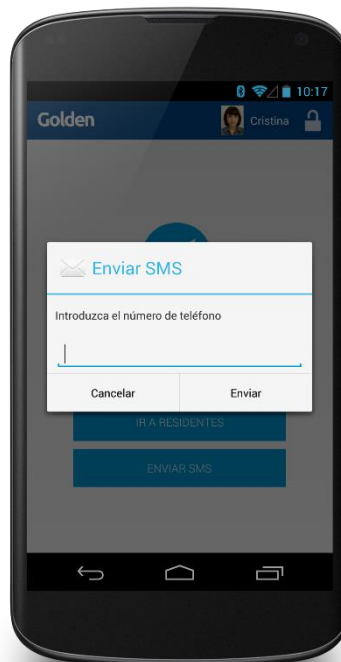 10:17
Golden
Cristina
Enviar SMS
Introduzca el número de teléfono
Cancelar
Enviar
IR A RESIDENTES
ENVIAR SMS